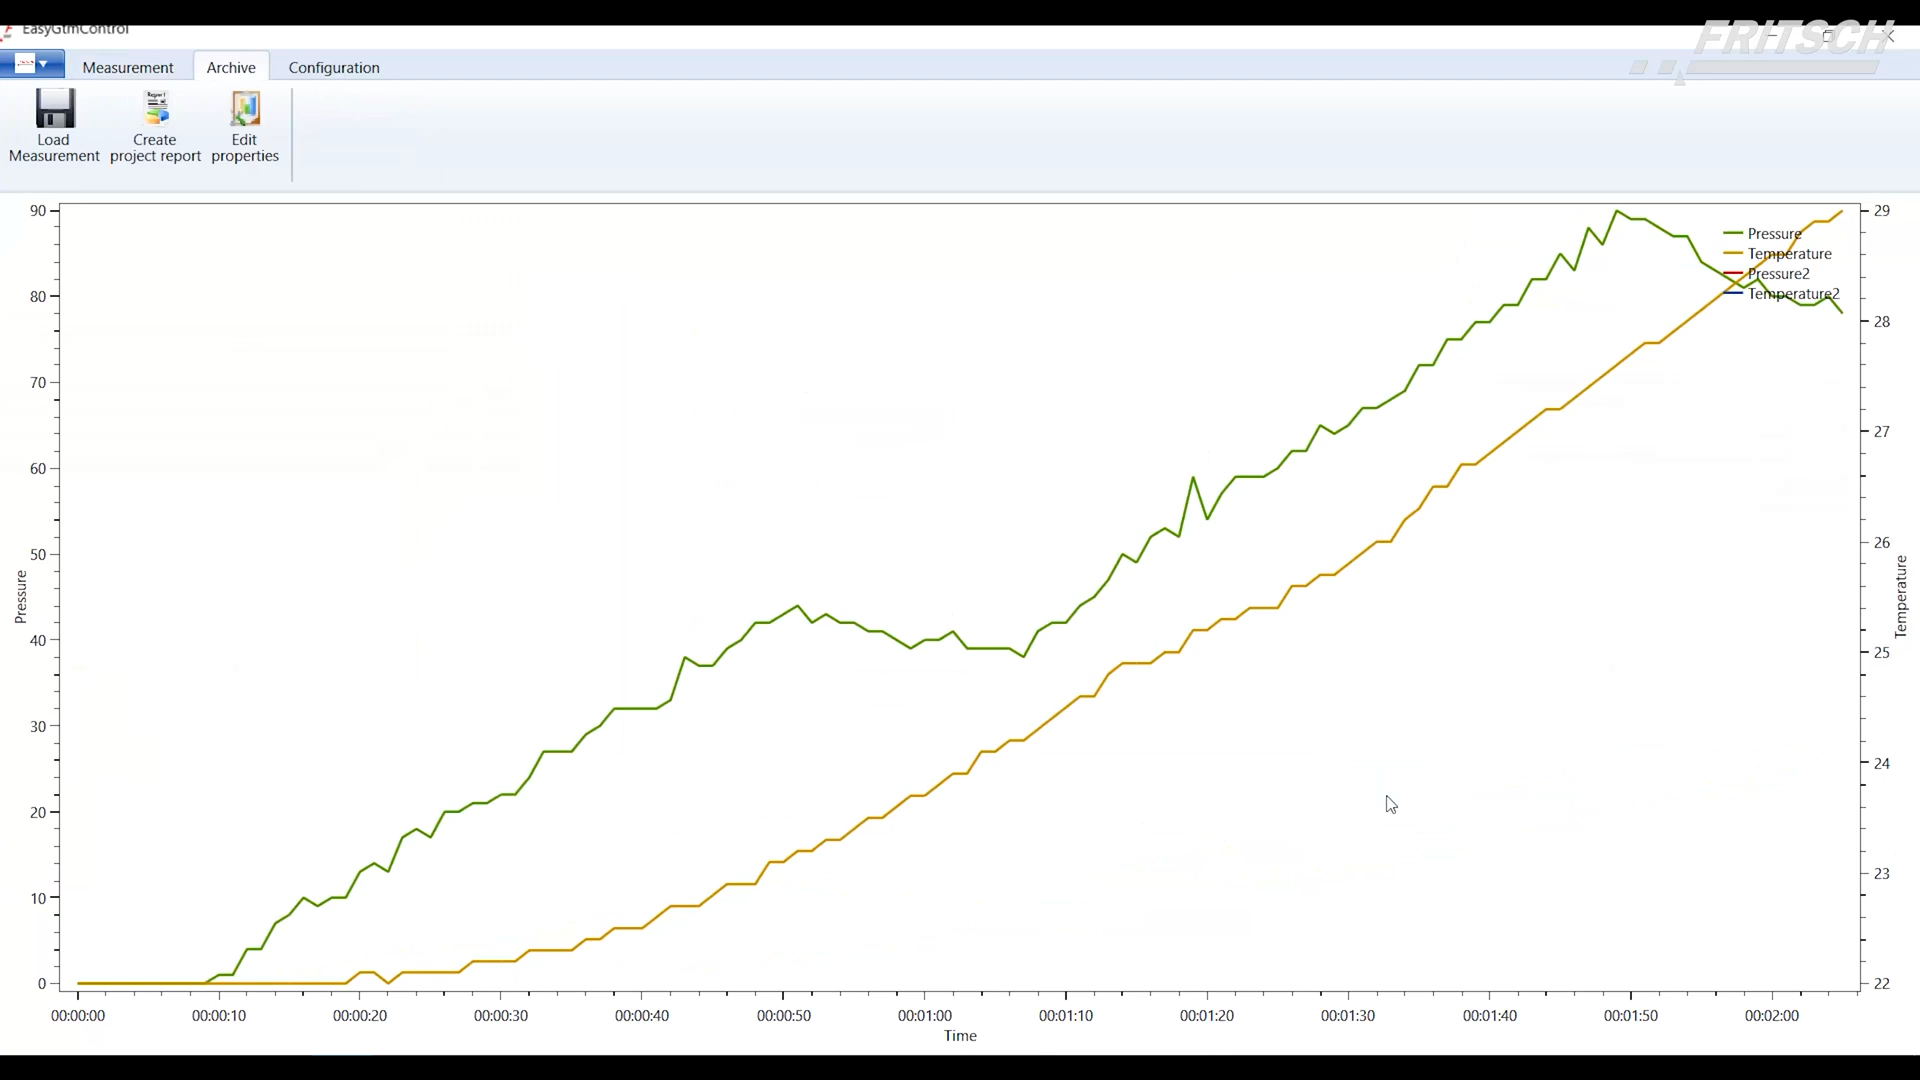 EasyGtmControl
FRITSCH
Measurement
Archive
Configuration
Load
Measurement
Create
project report
Edit
properties
90
80
70
60
50
40
30
20
10
0
Pressure
Pressure
Temperature
Pressure2
Temperature2
29
28
27
26
25
24
23
22
Temperature
00:00:00
00:00:10
00:00:20
00:00:30
00:00:40
00:00:50
00:01:00
00:01:10
00:01:20
00:01:30
00:01:40
00:01:50
00:02:00
Time